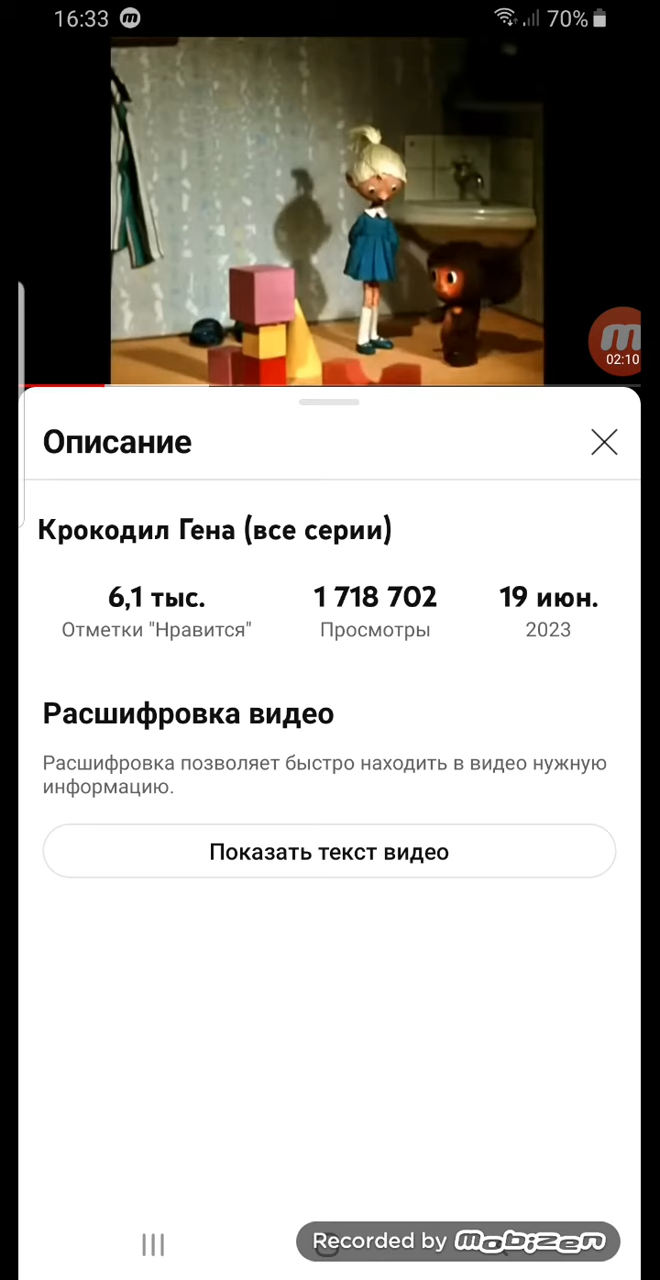 16:33 m 70%
m
02:10
Описание
Крокодил Гена (все серии)
6,1 тыс. 1 718 702 19 июн.
Отметки "Нравится" Просмотры 2023
Расшифровка видео
Расшифровка позволяет быстро находить в видео нужную
информацию.
Показать текст видео
Recorded by mobizen